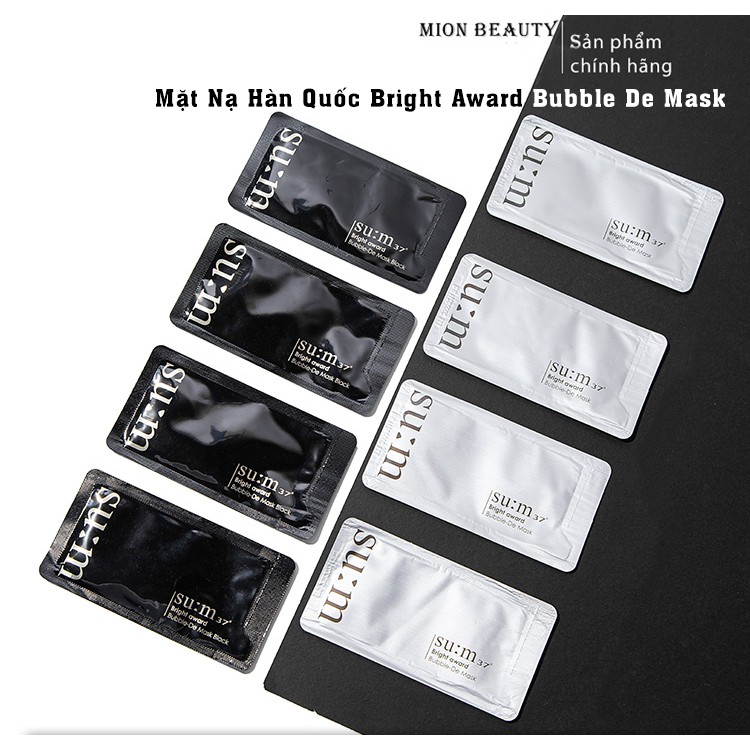 MION BEAUTY
Sản phẩm
chính hãng
Mặt Nạ Hàn Quốc Bright Award Bubble De Mask
su:m
su:m37°
Bright award
Bubble·De Mask Black
su:m
su:m37°
Bright award
Bubble·De Mask
su:m
su:m37°
Bright award
Bubble·De Mask Black
su:m
su:m37°
Bright award
Bubble·De Mask
su:m
su:m37°
Bright award
Bubble·De Mask Black
su:m
su:m37°
Bright award
Bubble·De Mask
su:m
su:m37°
Bright award
Bubble·De Mask Black
su:m
su:m37°
Bright award
Bubble·De Mask